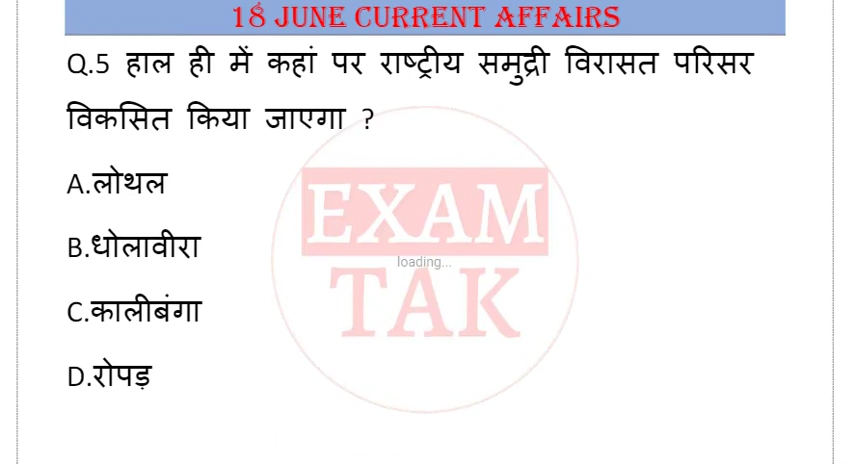 18 JUNE CURRENT AFFAIRS
Q.5 हाल ही में कहां पर राष्ट्रीय समुद्री विरासत परिसर
विकसित किया जाएगा ?
A.लोथल
B.धोलावीरा
C.कालीबंगा
D.रोपड़
EXAM
loading...
TAK